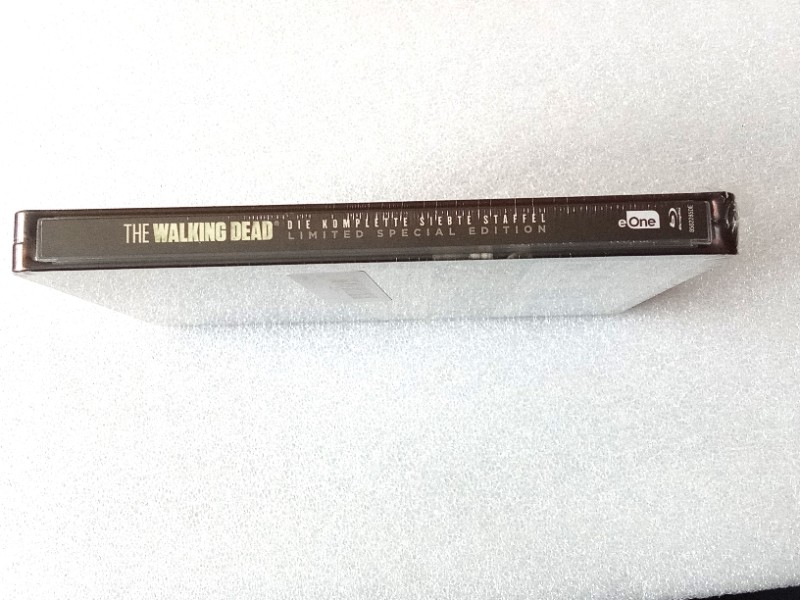 THE WALKING DEAD
DIE KOMPLETTE SIEBTE STAFFEL
LIMITED SPECIAL EDITION
eOne